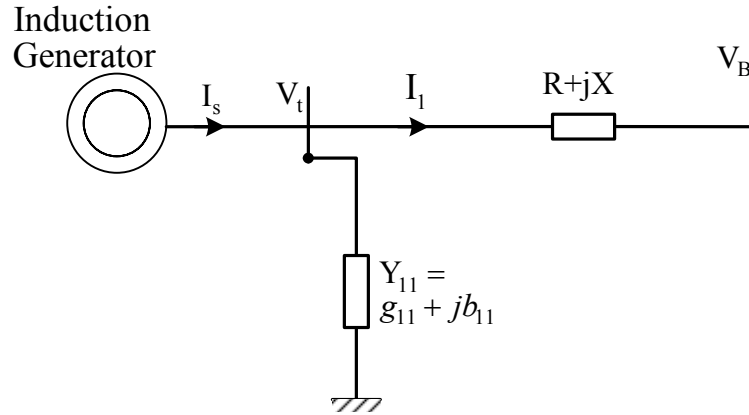 Induction
Generator
I_s
V_t
I_1
R+jX
V_B
Y_11 =
g_11 + jb_11